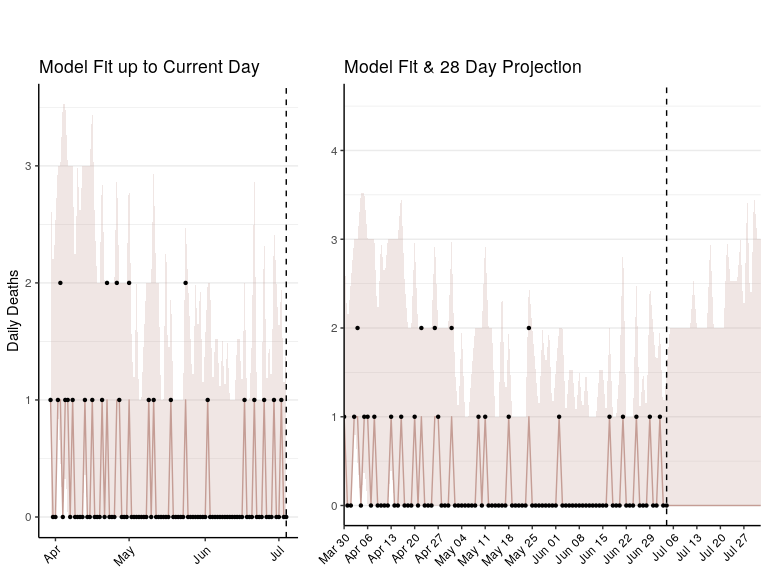 Model Fit up to Current Day
Model Fit & 28 Day Projection
Daily Deaths
3
2
1
0
Apr
May
Jun
Jul
4
3
2
1
0
Mar 30
Apr 06
Apr 13
Apr 20
Apr 27
May 04
May 11
May 18
May 25
Jun 01
Jun 08
Jun 15
Jun 22
Jun 29
Jul 06
Jul 13
Jul 20
Jul 27